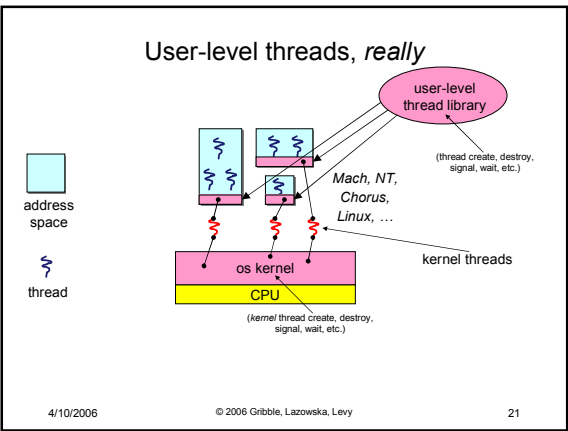 User-level threads, really
user-level
thread library
(thread create, destroy,
signal, wait, etc.)
Mach, NT,
Chorus,
Linux, …
address
space
thread
os kernel
kernel threads
CPU
(kernel thread create, destroy,
signal, wait, etc.)
4/10/2006
© 2006 Gribble, Lazowska, Levy
21